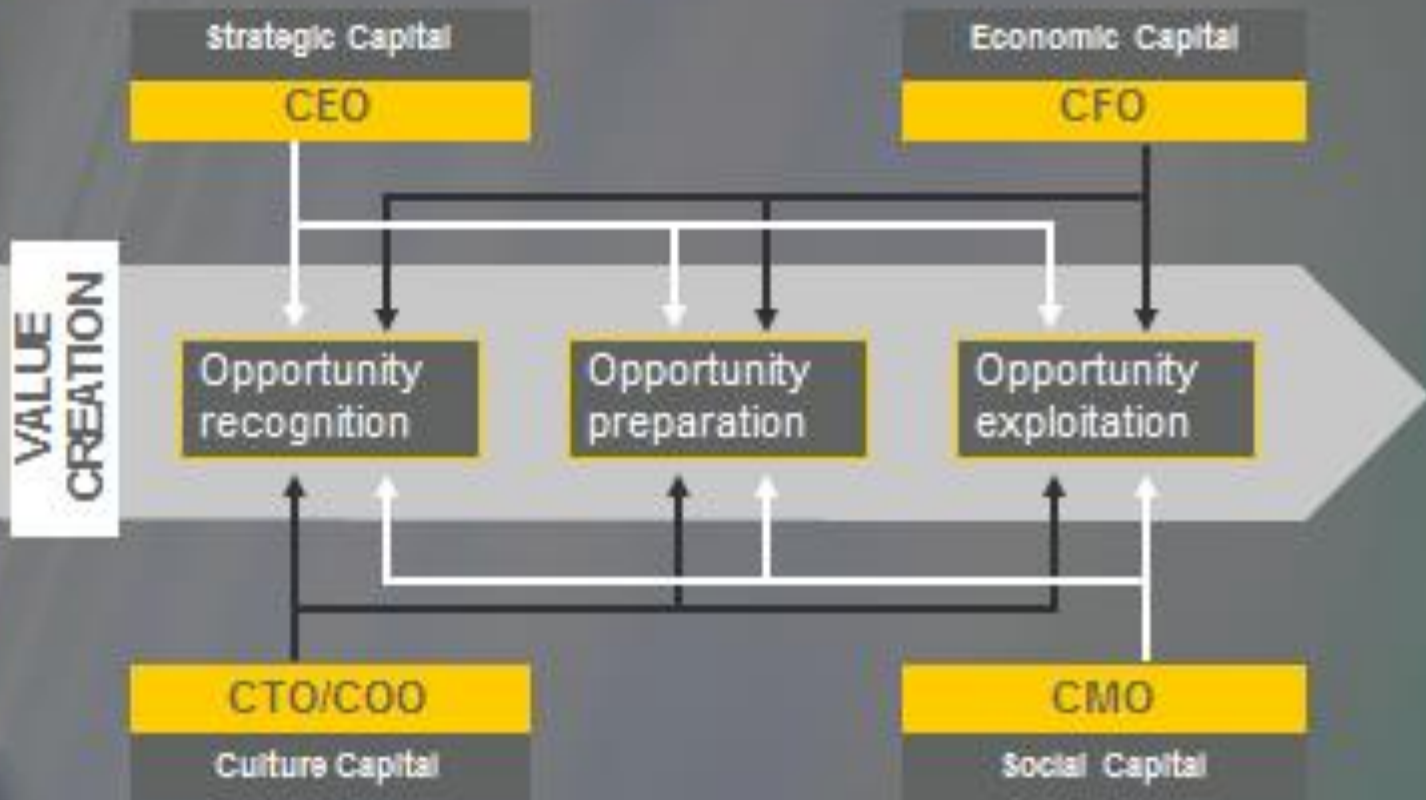 Strategic Capital
CEO
Economic Capital
CFO
VALUE
CREATION
Opportunity
recognition
Opportunity
preparation
Opportunity
exploitation
CTO/COO
Culture Capital
CMO
Social Capital